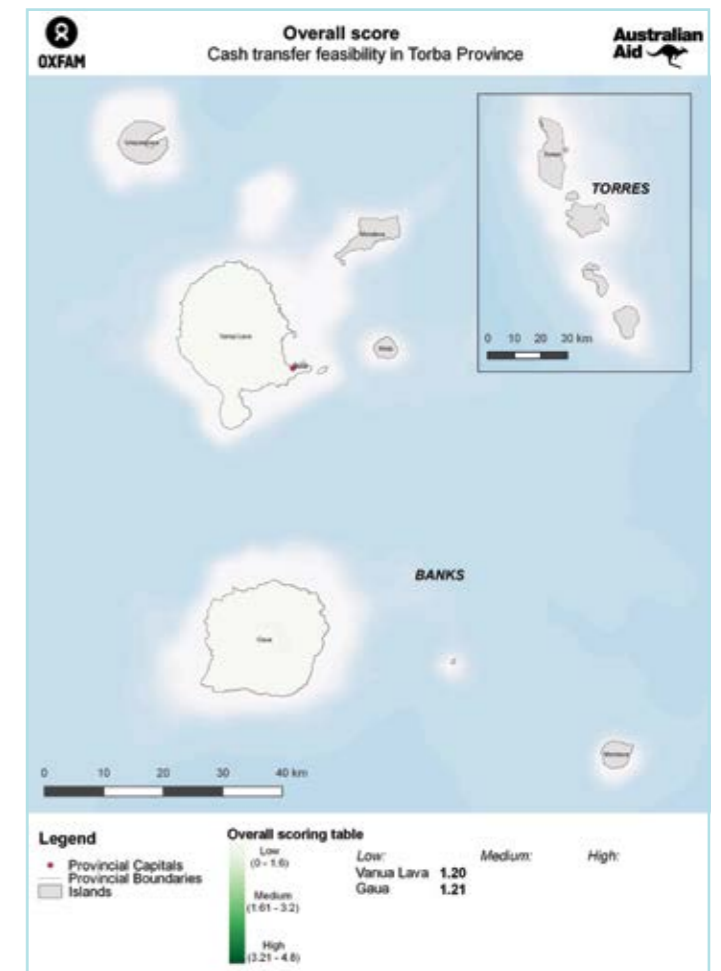 OXFAM
Overall score
Cash transfer feasibility in Torba Province
Australian
Aid
TORRES
0 10 20 30 km
Vanua Lava
Gaua
BANKS
0 10 20 30 40 km
Legend
Provincial Capitals
Provincial Boundaries
Islands
Overall scoring table
Low
(0 - 1.6)
Medium
(1.61 - 3.2)
High
(3.21 - 4.8)
Low: Medium: High:
Vanua Lava 1.20
Gaua 1.21